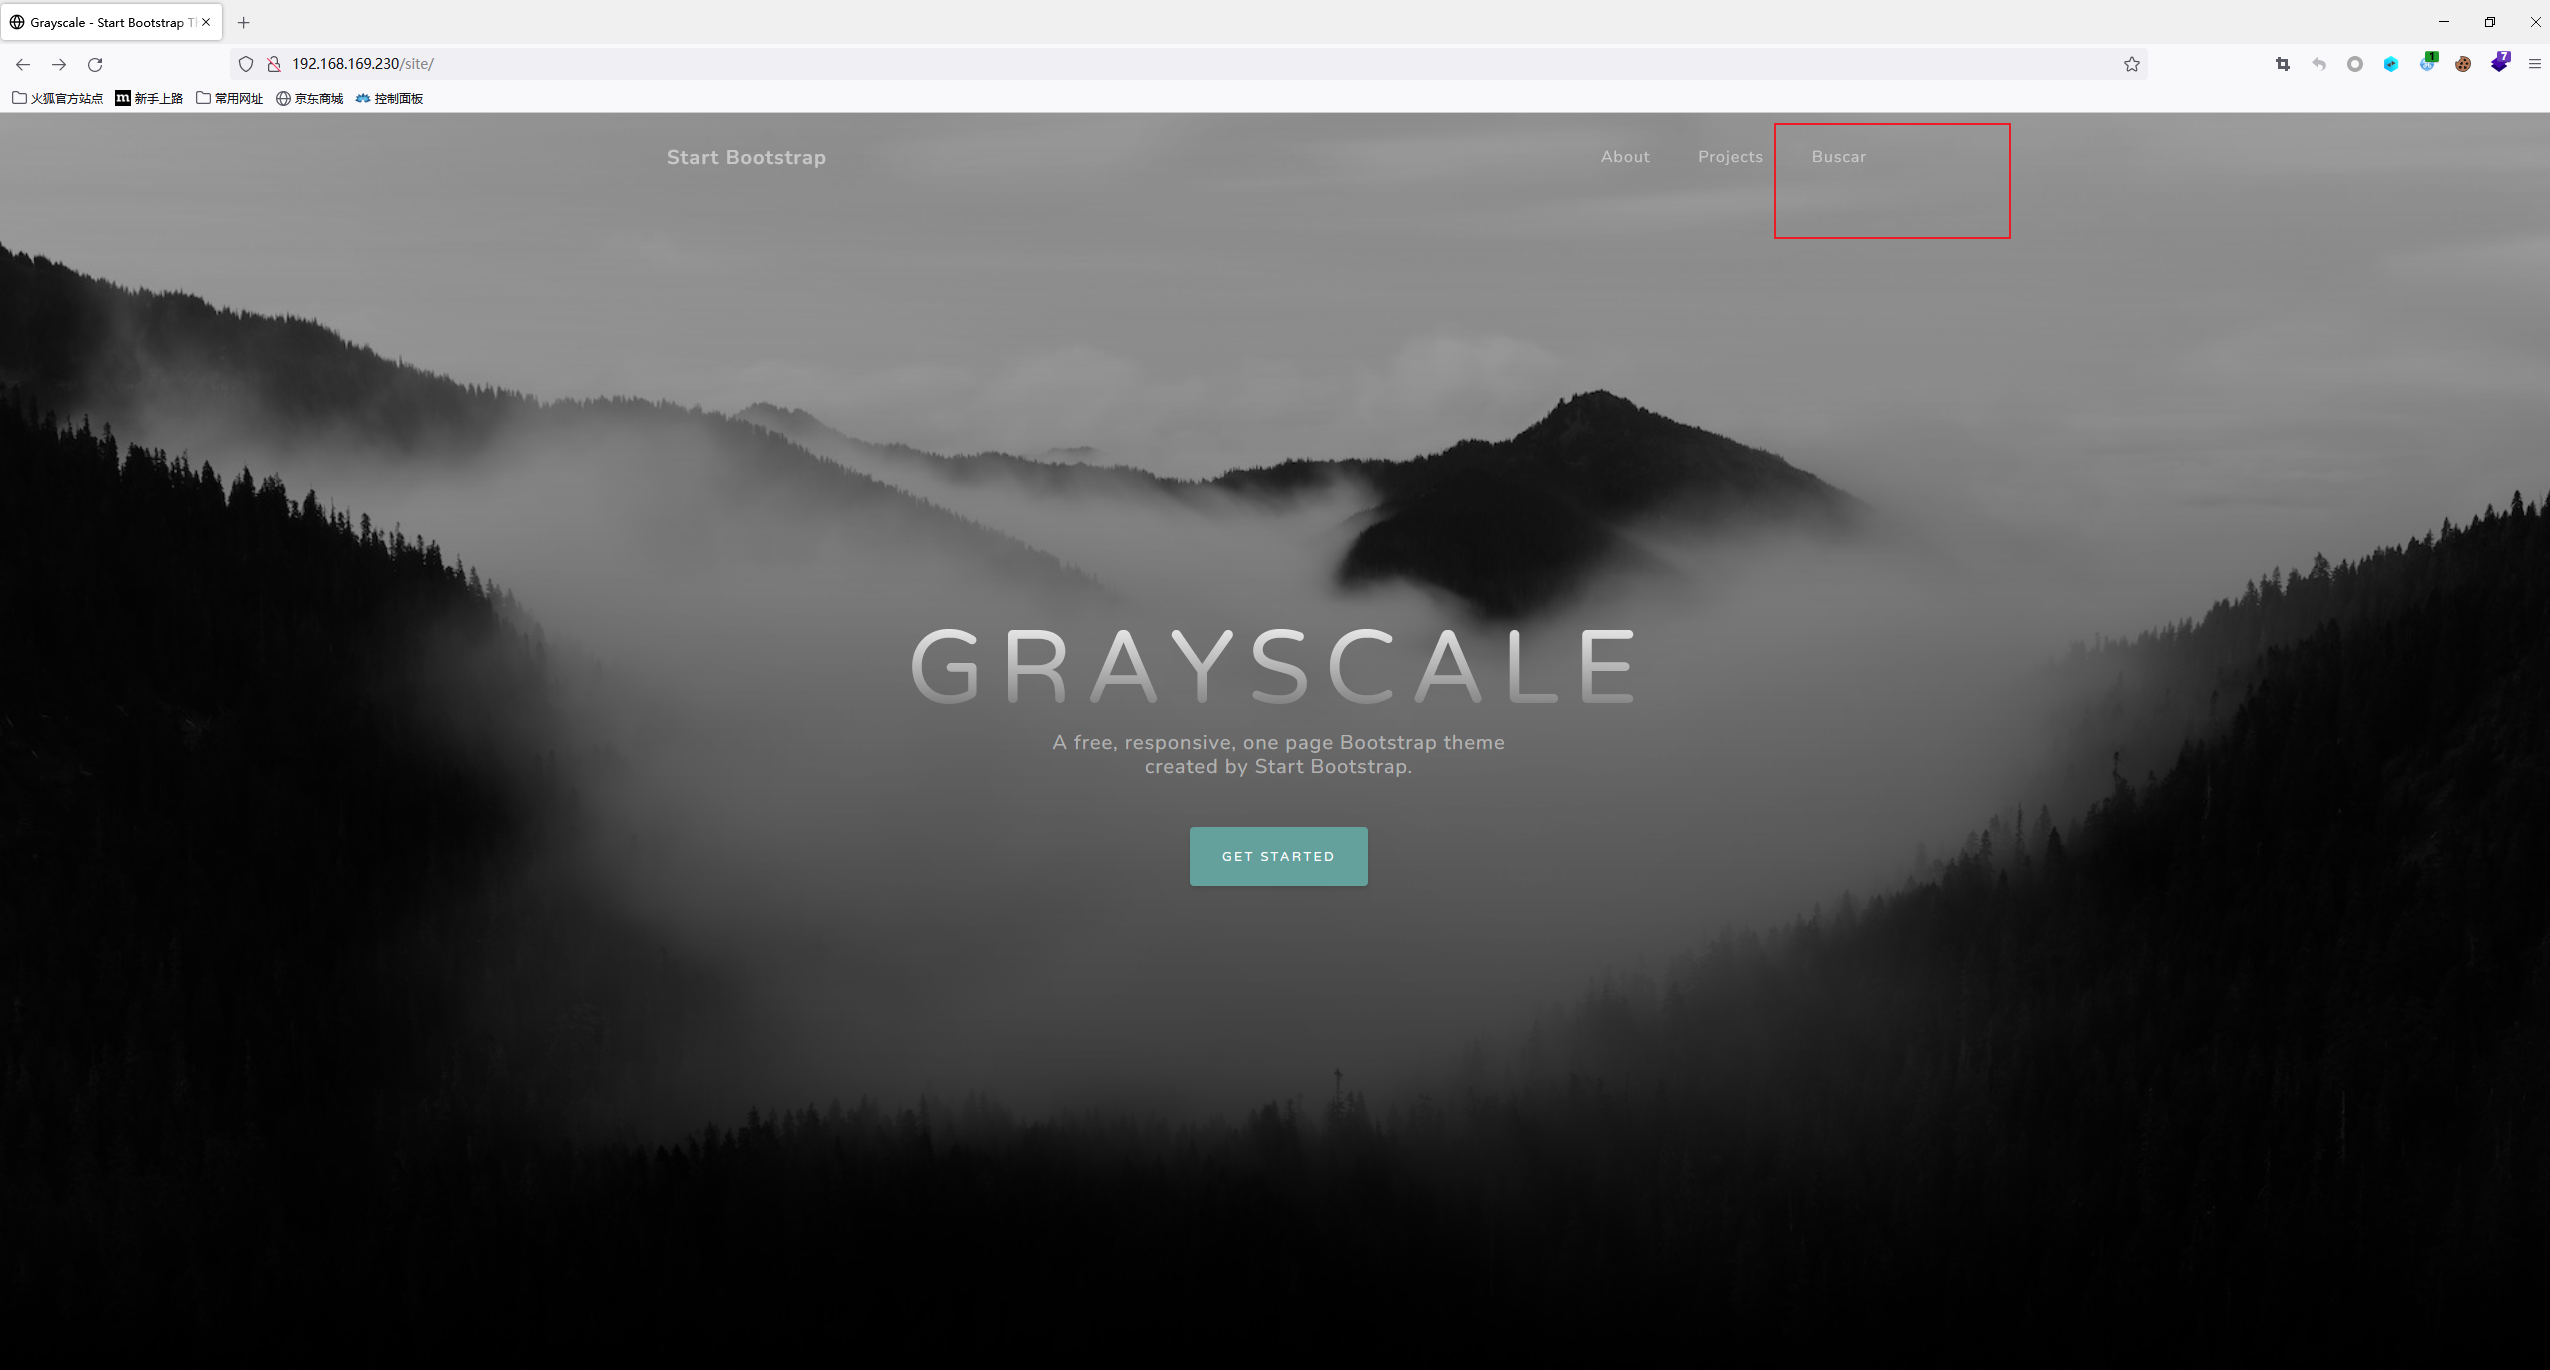 Grayscale - Start Bootstrap T
192.168.169.230/site/
火狐官方站点 新手上路 常用网址 京东商城 控制面板
1
7
Start Bootstrap About Projects Buscar
GRAYSCALE
A free, responsive, one page Bootstrap theme
created by Start Bootstrap.
GET STARTED